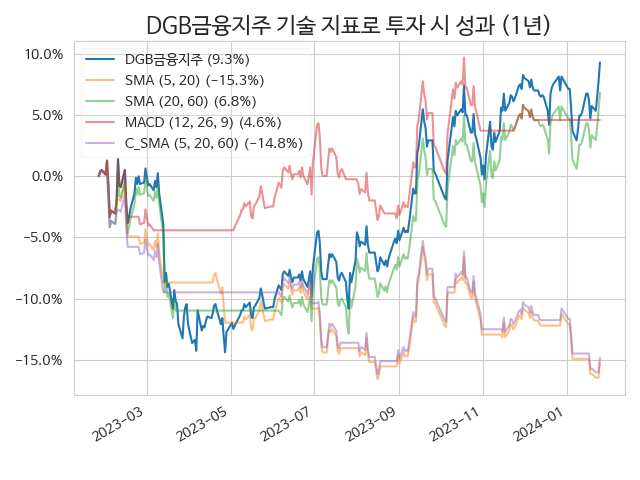 DGB금융지주 기술 지표로 투자 시 성과 (1년)
DGB금융지주 (9.3%)
SMA (5, 20) (−15.3%)
SMA (20, 60) (6.8%)
MACD (12, 26, 9) (4.6%)
C_SMA (5, 20, 60) (−14.8%)
10.0%
5.0%
0.0%
−5.0%
−10.0%
−15.0%
2023−03
2023−05
2023−07
2023−09
2023−11
2024−01